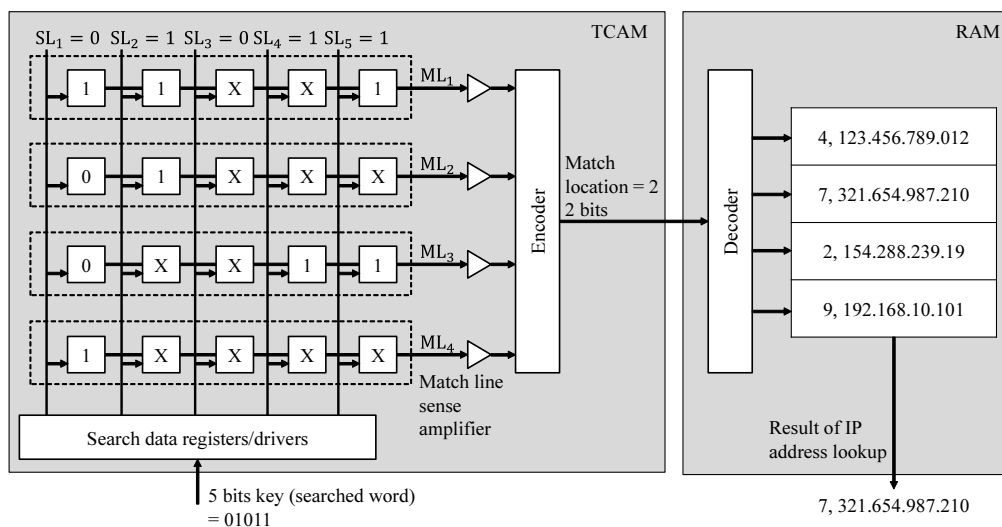 TCAM
RAM
SL₁ = 0 SL₂ = 1 SL₃ = 0 SL₄ = 1 SL₅ = 1
1 1 X X 1
ML₁
0 1 X X X
ML₂
0 X X 1 1
ML₃
1 X X X X
ML₄
Match line
sense
amplifier
Encoder
Match
location = 2
2 bits
Decoder
4, 123.456.789.012
7, 321.654.987.210
2, 154.288.239.19
9, 192.168.10.101
Search data registers/drivers
5 bits key (searched word)
= 01011
Result of IP
address lookup
7, 321.654.987.210